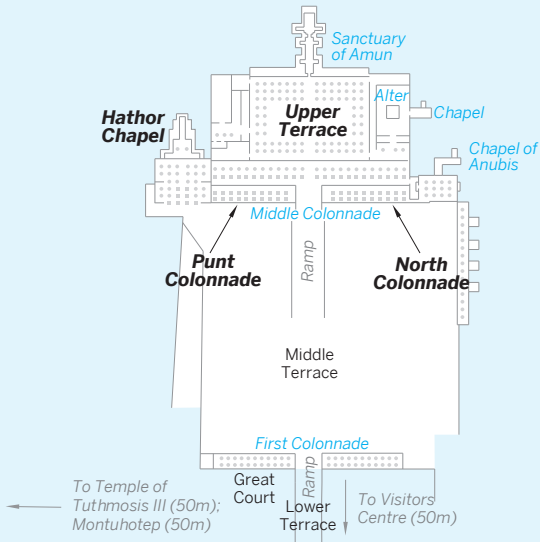 Sanctuary
of Amun
Hathor
Chapel
Upper
Terrace
Alter
Chapel
Chapel of
Anubis
Middle Colonnade
Punt
Colonnade
Ramp
North
Colonnade
Middle
Terrace
First Colonnade
To Temple of
Tuthmosis III (50m);
Montuhotep (50m)
Great
Court
Ramp
Lower
Terrace
To Visitors
Centre (50m)